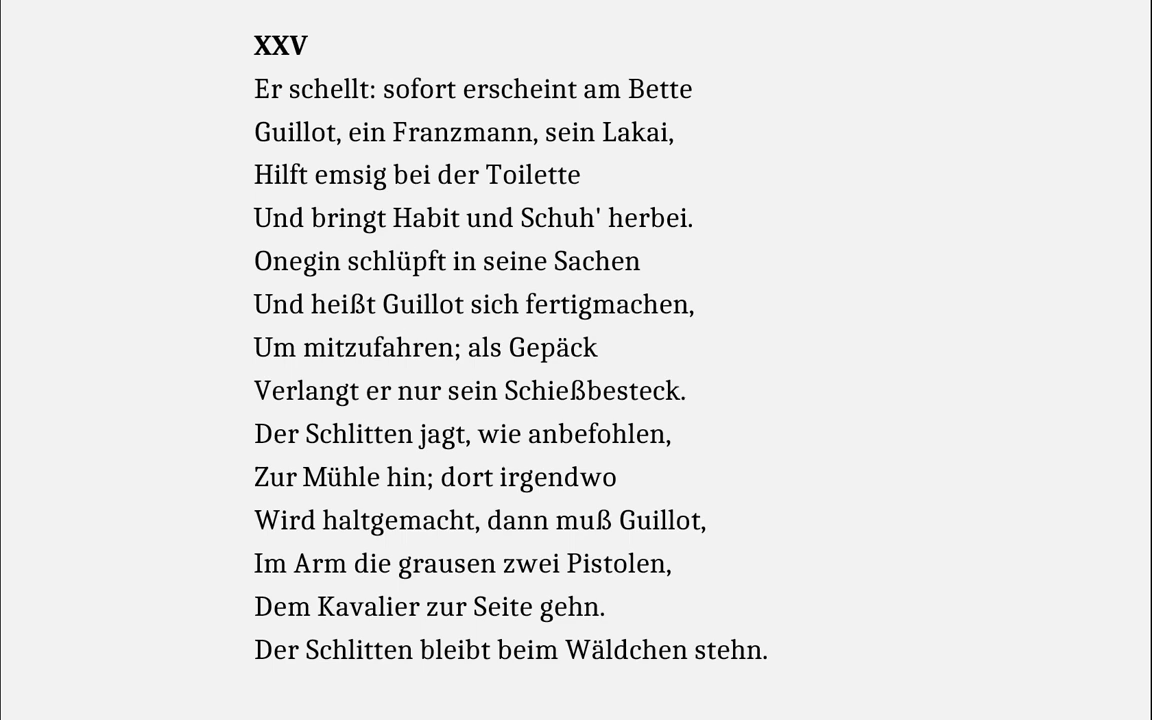 XXV
Er schellt: sofort erscheint am Bette
Guillot, ein Franzmann, sein Lakai,
Hilft emsig bei der Toilette
Und bringt Habit und Schuh' herbei.
Onegin schlüpft in seine Sachen
Und heißt Guillot sich fertigmachen,
Um mitzufahren; als Gepäck
Verlangt er nur sein Schießbesteck.
Der Schlitten jagt, wie anbefohlen,
Zur Mühle hin; dort irgendwo
Wird haltgemacht, dann muß Guillot,
Im Arm die grausen zwei Pistolen,
Dem Kavalier zur Seite gehn.
Der Schlitten bleibt beim Wäldchen stehn.